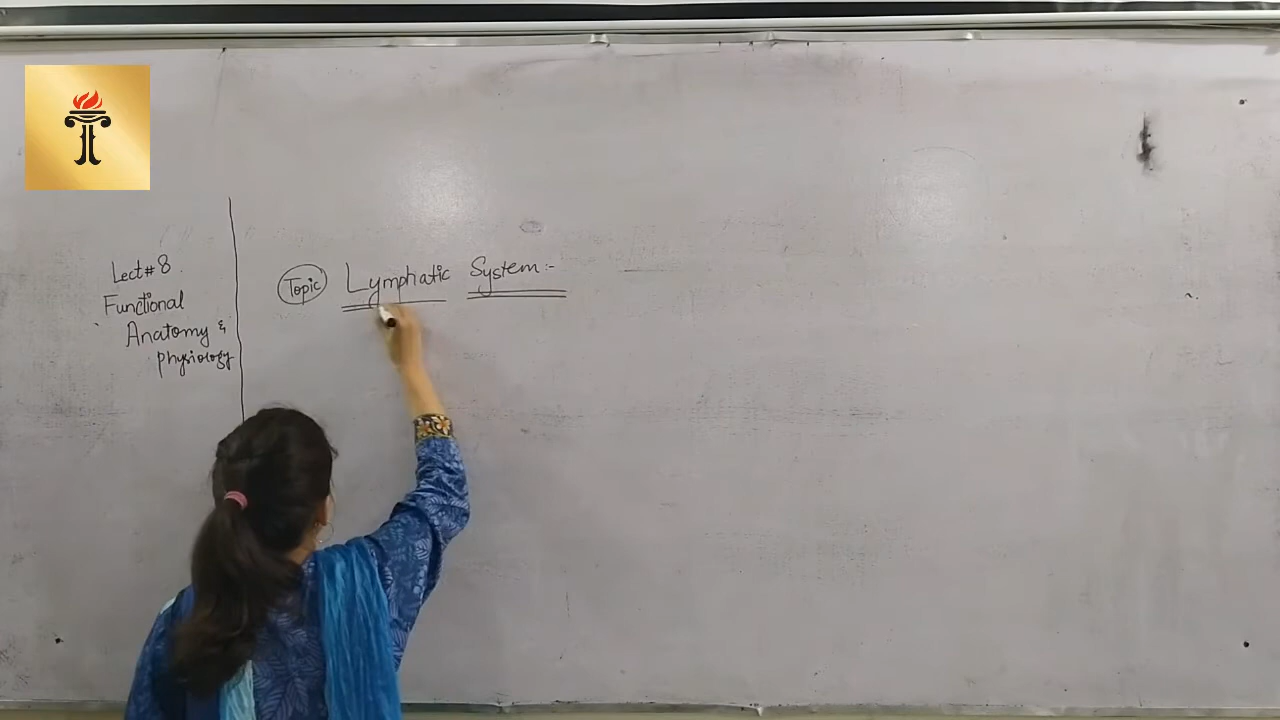 Lect#8
Functional
Anatomy &
physiology
Topic Lymphatic System:-